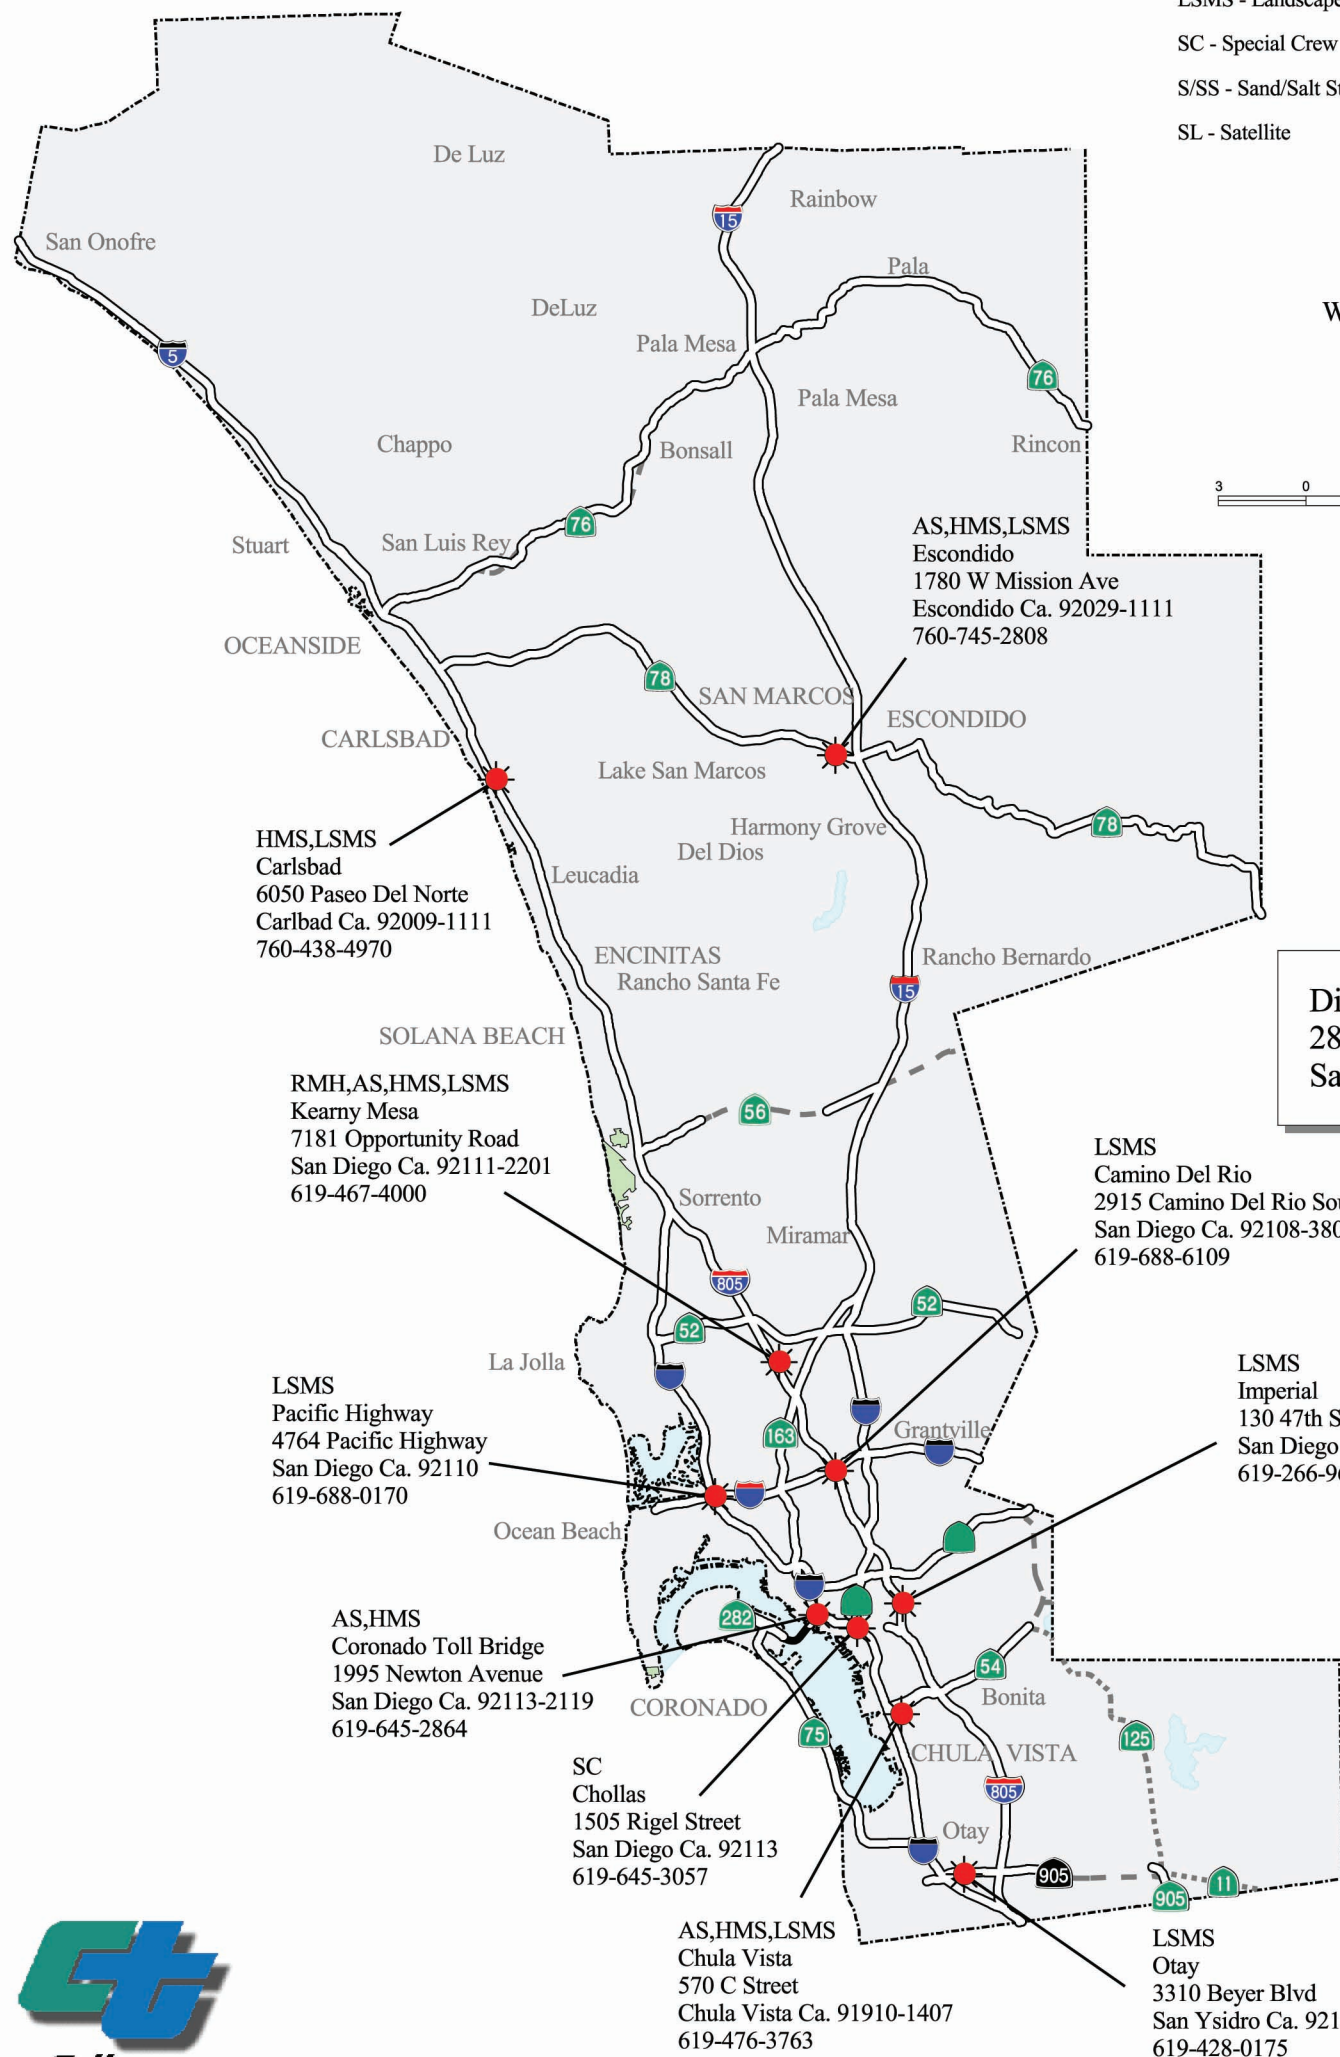 SC - Special Crew
S/SS - Sand/Salt
SL - Satellite
De Luz
Rainbow
15
San Onofre
Pala
DeLuz
5
Pala Mesa
76
Pala Mesa
Chappo
Bonsall
Rincon
3 0
76
Stuart
San Luis Rey
AS,HMS,LSMS
Escondido
1780 W Mission Ave
Escondido Ca. 92029-1111
760-745-2808
OCEANSIDE
78
SAN MARCOS
ESCONDIDO
CARLSBAD
Lake San Marcos
78
Harmony Grove
Del Dios
HMS,LSMS
Carlsbad
6050 Paseo Del Norte
Carlbad Ca. 92009-1111
760-438-4970
Leucadia
ENCINITAS
Rancho Santa Fe
Rancho Bernardo
15
Di
28
Sa
SOLANA BEACH
RMH,AS,HMS,LSMS
Kearny Mesa
7181 Opportunity Road
San Diego Ca. 92111-2201
619-467-4000
56
LSMS
Camino Del Rio
2915 Camino Del Rio Sou
San Diego Ca. 92108-380
619-688-6109
Sorrento
Miramar
805
52
52
La Jolla
LSMS
Imperial
130 47th S
San Diego
619-266-9
LSMS
Pacific Highway
4764 Pacific Highway
San Diego Ca. 92110
619-688-0170
163
Grantville
Ocean Beach
AS,HMS
Coronado Toll Bridge
1995 Newton Avenue
San Diego Ca. 92113-2119
619-645-2864
282
54
Bonita
CORONADO
75
125
CHULA VISTA
SC
Chollas
1505 Rigel Street
San Diego Ca. 92113
619-645-3057
805
Otay
905
905
11
AS,HMS,LSMS
Chula Vista
570 C Street
Chula Vista Ca. 91910-1407
619-476-3763
LSMS
Otay
3310 Beyer Blvd
San Ysidro Ca. 921
619-428-0175